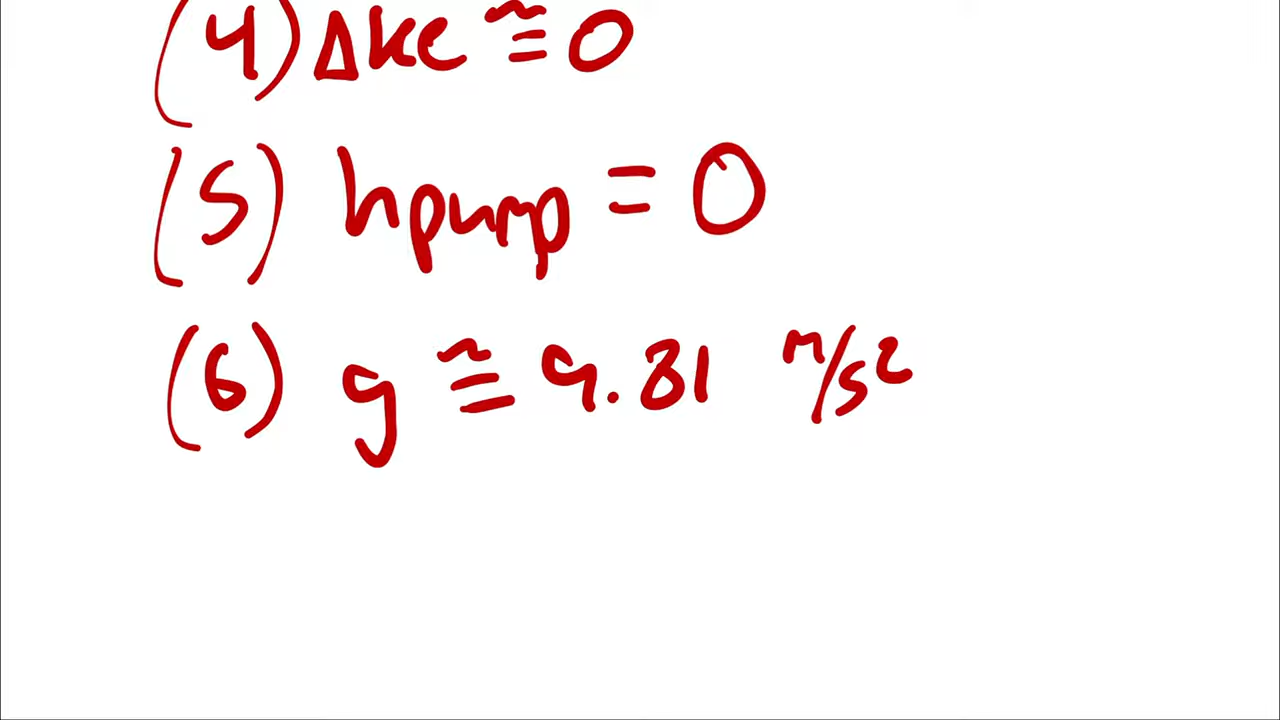 (4) Δke ≅ 0
(5) hpump = 0
(6) g ≅ 9.81 m/s²